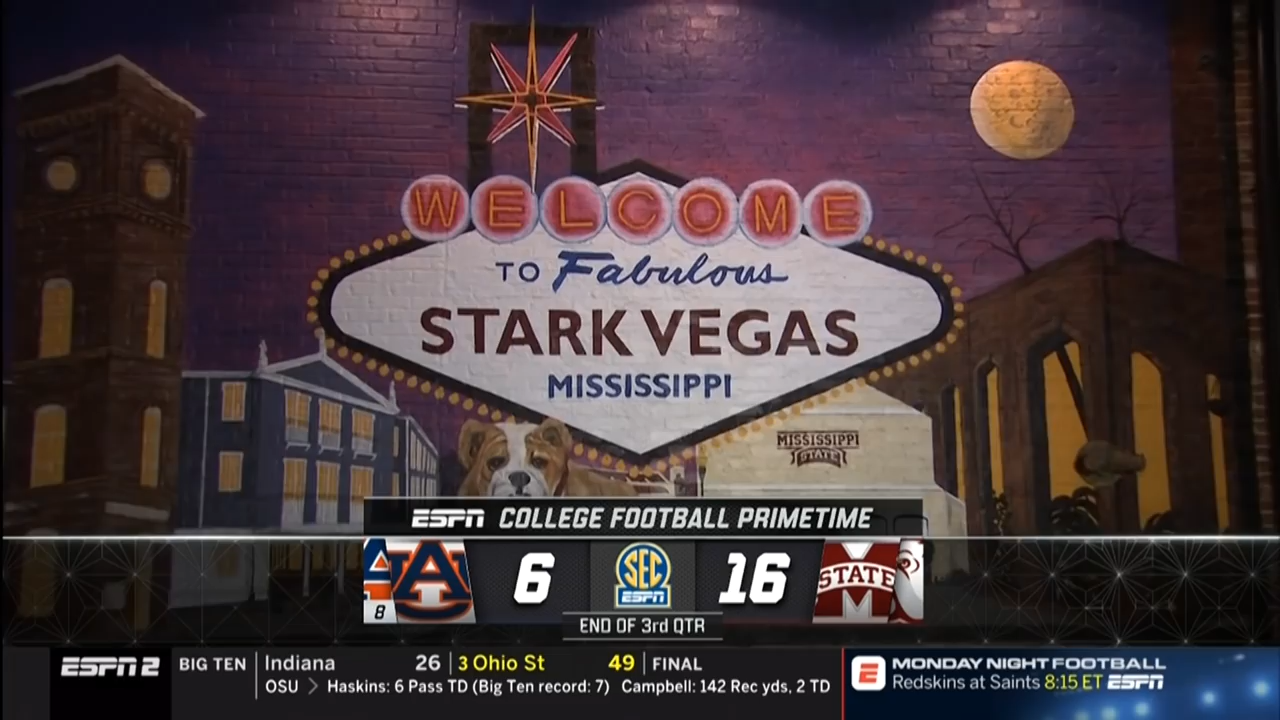 WELCOME
TO Fabulous
STARK VEGAS
MISSISSIPPI
MISSISSIPPI
STATE
ESPN COLLEGE FOOTBALL PRIMETIME
8 AU 6 SEC ESPN 16 M STATE
END OF 3rd QTR
ESPN2 BIG TEN Indiana 26 3 Ohio St 49 FINAL
OSU > Haskins: 6 Pass TD (Big Ten record: 7) Campbell: 142 Rec yds, 2 TD
E MONDAY NIGHT FOOTBALL
Redskins at Saints 8:15 ET ESPN